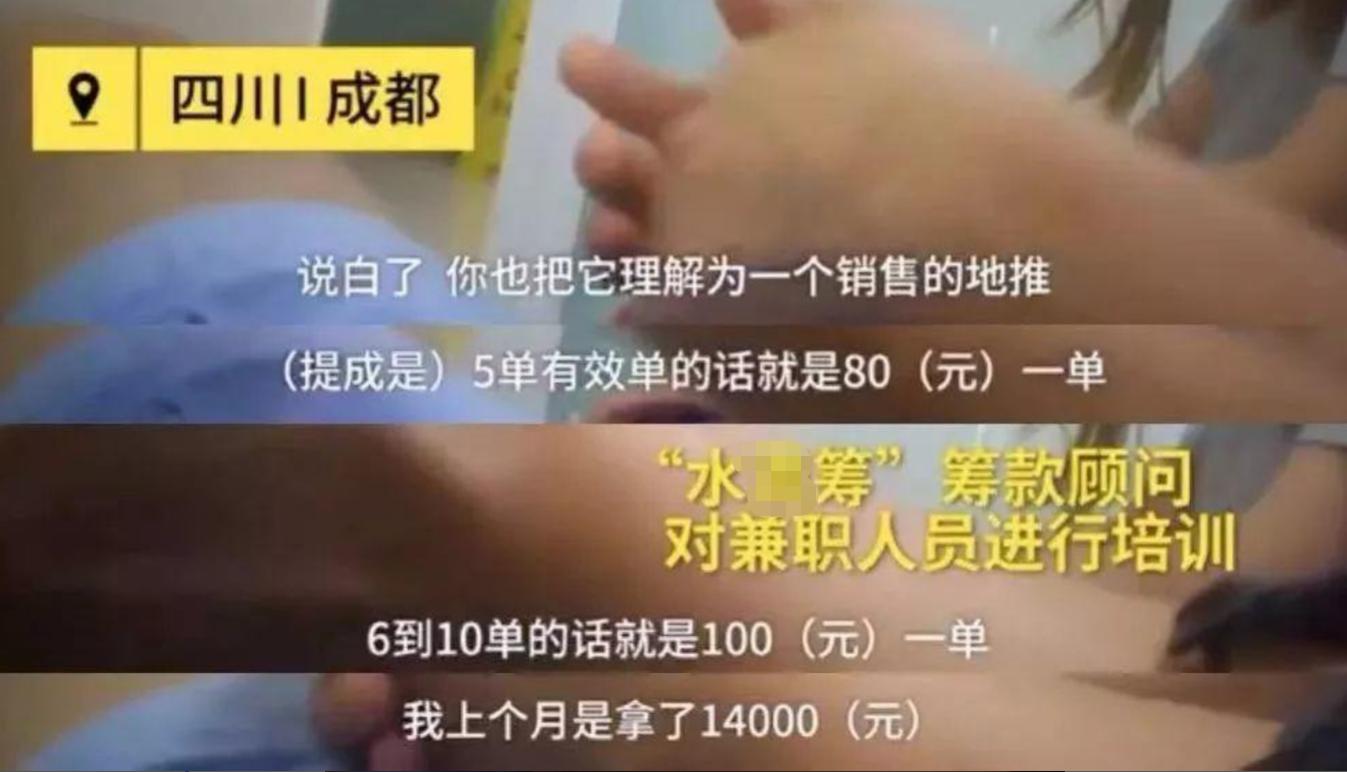 四川 | 成都
说白了 你也把它理解为一个销售的地推
（提成是）5单有效单的话就是80（元）一单
“水 筹”筹款顾问
对兼职人员进行培训
6到10单的话就是100（元）一单
我上个月是拿了14000（元）